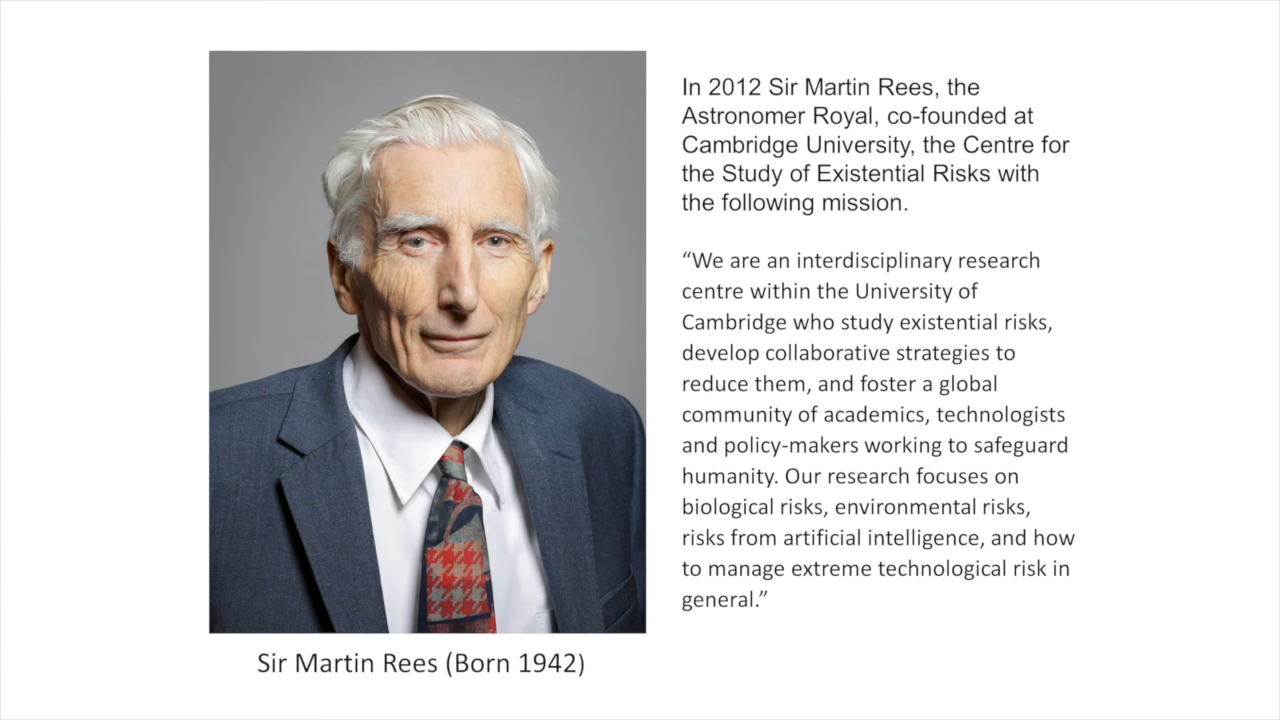 In 2012 Sir Martin Rees, the
Astronomer Royal, co-founded at
Cambridge University, the Centre for
the Study of Existential Risks with
the following mission.
“We are an interdisciplinary research
centre within the University of
Cambridge who study existential risks,
develop collaborative strategies to
reduce them, and foster a global
community of academics, technologists
and policy-makers working to safeguard
humanity. Our research focuses on
biological risks, environmental risks,
risks from artificial intelligence, and how
to manage extreme technological risk in
general.”
Sir Martin Rees (Born 1942)